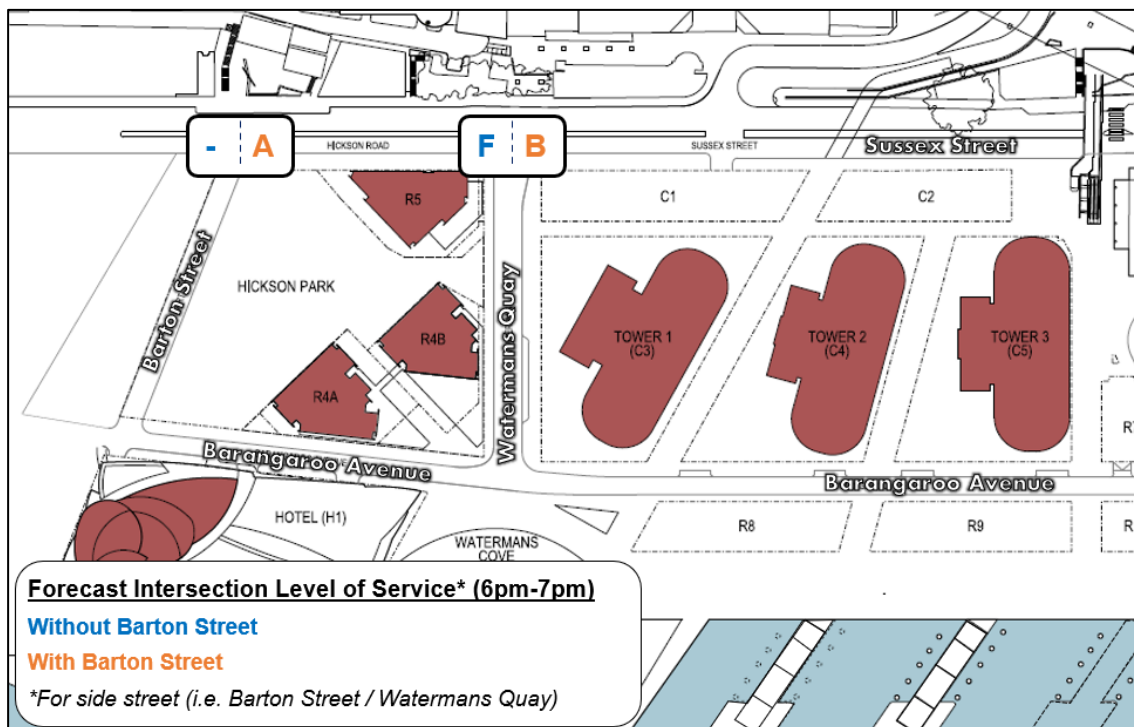 - A
HICKSON ROAD
F B
SUSSEX STREET
Sussex Street
R5
C1
C2
Barton Street
HICKSON PARK
Watermans Quay
R4B
R4A
TOWER 1
(C3)
TOWER 2
(C4)
TOWER 3
(C5)
Barangaroo Avenue
Barangaroo Avenue
HOTEL (H1)
R8
R9
R
WATERMANS
COVE
Forecast Intersection Level of Service* (6pm-7pm)
Without Barton Street
With Barton Street
*For side street (i.e. Barton Street / Watermans Quay)